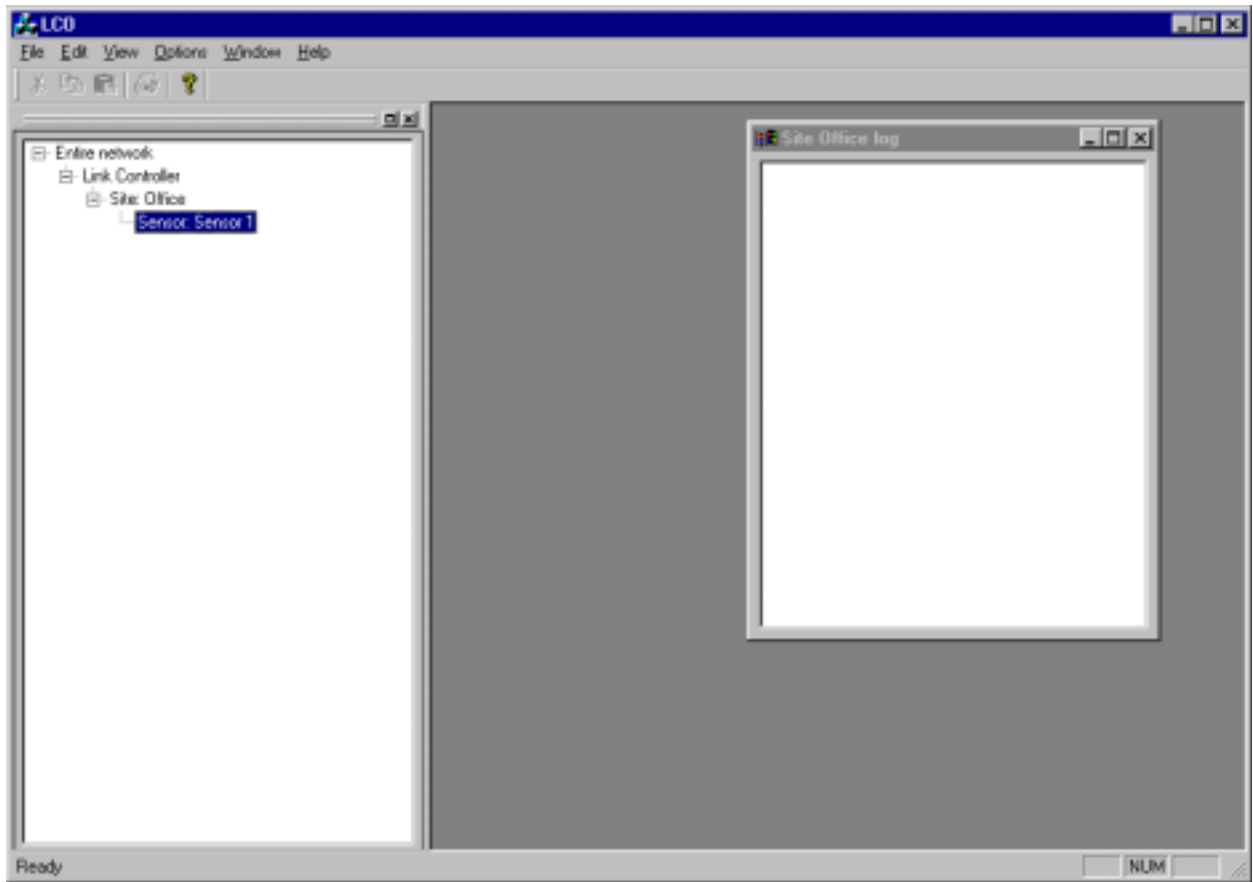 LCO
File Edit View Options Window Help
Entire network
Link Controller
Site: Office
Sensor: Sensor 1
Site Office log
Ready
NUM